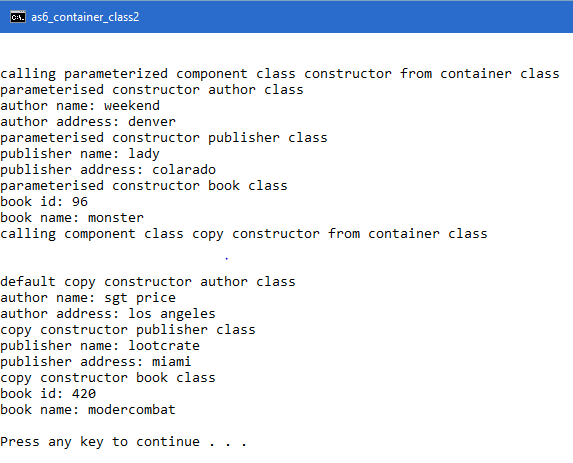 as6_container_class2
calling parameterized component class constructor from container class
parameterised constructor author class
author name: weekend
author address: denver
parameterised constructor publisher class
publisher name: lady
publisher address: colarado
parameterised constructor book class
book id: 96
book name: monster
calling component class copy constructor from container class
default copy constructor author class
author name: sgt price
author address: los angeles
copy constructor publisher class
publisher name: lootcrate
publisher address: miami
copy constructor book class
book id: 420
book name: modercombat
Press any key to continue . . .